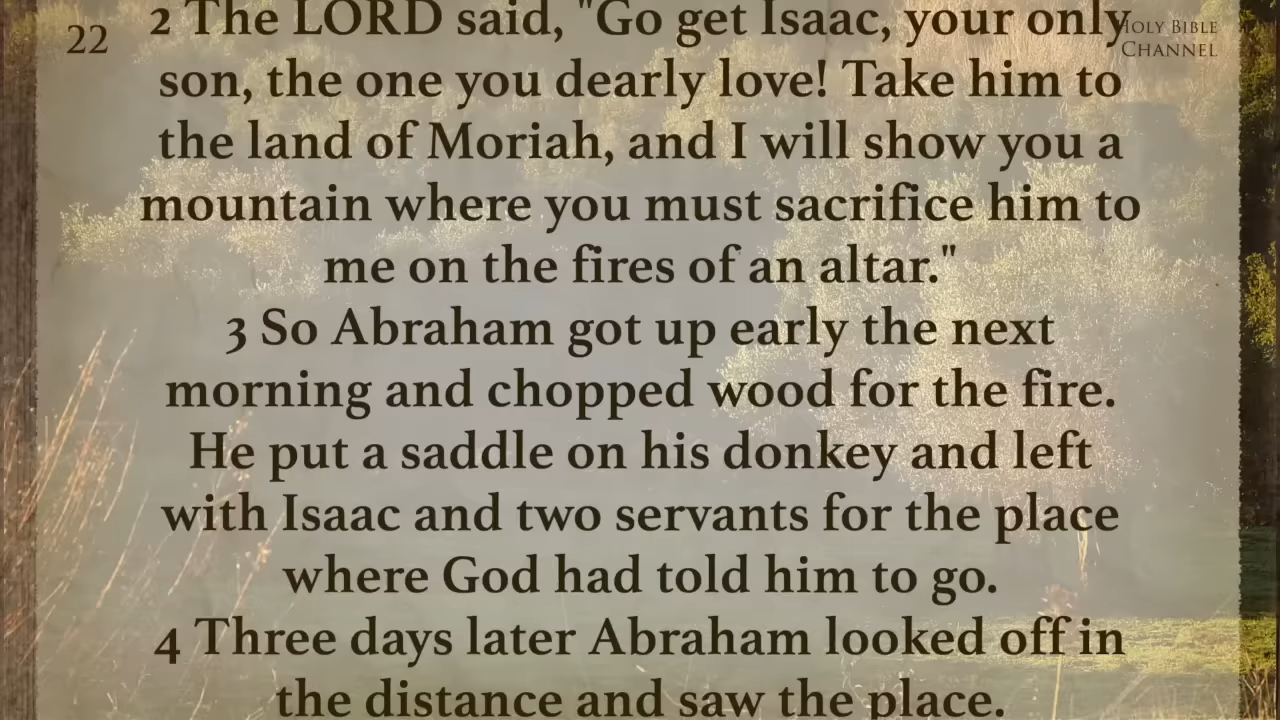 22
HOLY BIBLE
CHANNEL
2 The LORD said, "Go get Isaac, your only
son, the one you dearly love! Take him to
the land of Moriah, and I will show you a
mountain where you must sacrifice him to
me on the fires of an altar."
3 So Abraham got up early the next
morning and chopped wood for the fire.
He put a saddle on his donkey and left
with Isaac and two servants for the place
where God had told him to go.
4 Three days later Abraham looked off in
the distance and saw the place.